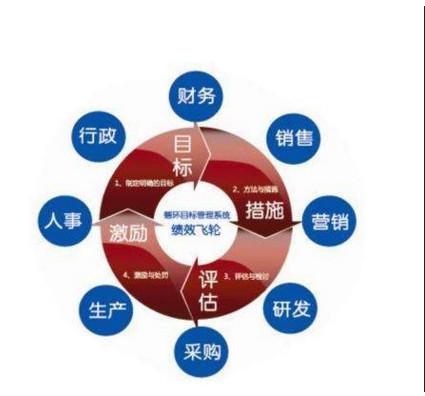 财务
行政
销售
目标
1、制定明确的目标
2、方法与措施
措施
循环目标管理系统
绩效飞轮
人事
营销
激励
4、激励与处罚
评估
3、评估与检讨
生产
研发
采购